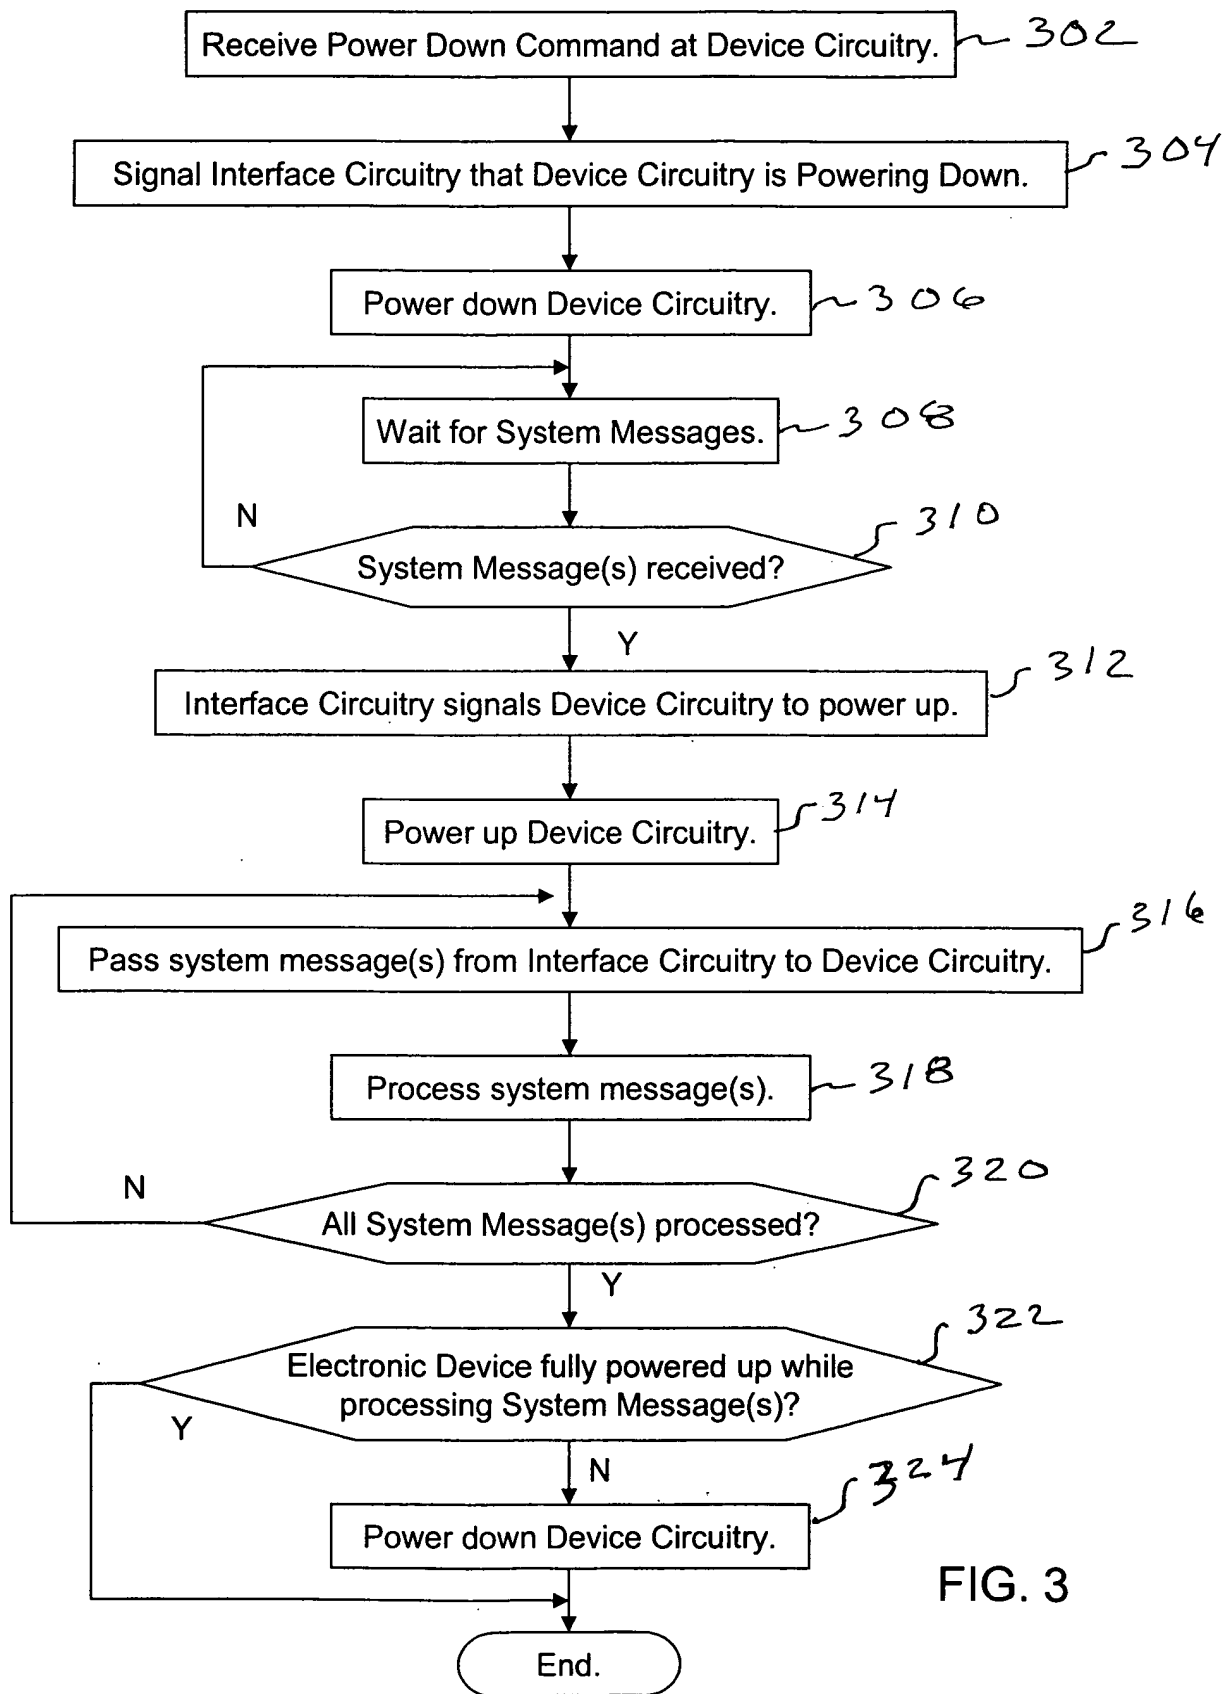 Receive Power Down Command at Device Circuitry. 302
Signal Interface Circuitry that Device Circuitry is Powering Down. 304
Power down Device Circuitry. 306
Wait for System Messages. 308
N
310
System Message(s) received?
Y
Interface Circuitry signals Device Circuitry to power up. 312
Power up Device Circuitry. 314
Pass system message(s) from Interface Circuitry to Device Circuitry. 316
Process system message(s). 318
N
320
All System Message(s) processed?
Y
322
Electronic Device fully powered up while
processing System Message(s)?
Y
N
324
Power down Device Circuitry.
FIG. 3
End.